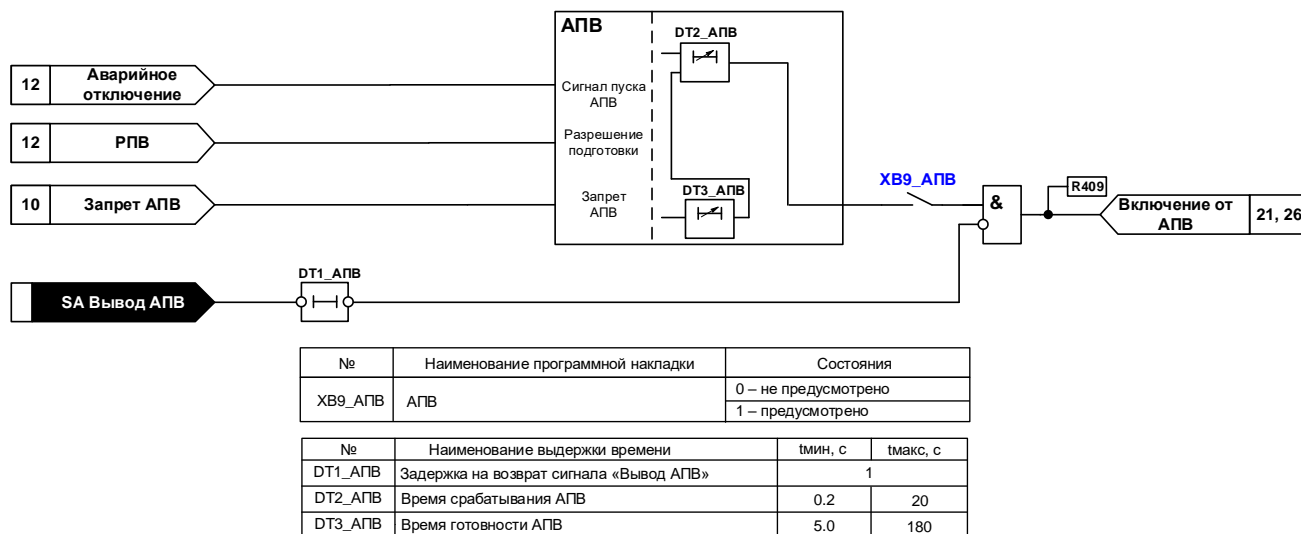 АПВ
DT2_АПВ
12 Аварийное
отключение
Сигнал пуска
АПВ
12 РПВ
Разрешение
подготовки
10 Запрет АПВ
Запрет
АПВ
DT3_АПВ
XB9_АПВ
&
R409
Включение от
АПВ
21, 26
DT1_АПВ
SA Вывод АПВ
№ Наименование программной накладки Состояния
XB9_АПВ АПВ 0 – не предусмотрено
1 – предусмотрено
№ Наименование выдержки времени tмин, с tмакс, с
DT1_АПВ Задержка на возврат сигнала «Вывод АПВ» 1
DT2_АПВ Время срабатывания АПВ 0.2 20
DT3_АПВ Время готовности АПВ 5.0 180